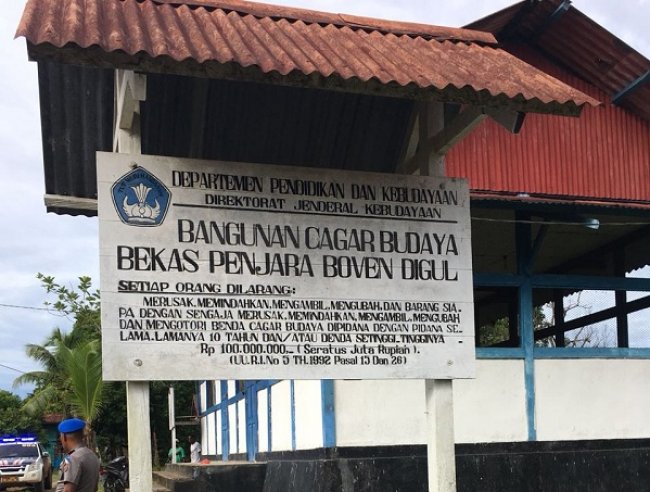 DEPARTEMEN PENDIDIKAN DAN KEBUDAYAAN
DIREKTORAT JENDERAL KEBUDAYAAN
BANGUNAN CAGAR BUDAYA
BEKAS PENJARA BOVEN DIGUL
SETIAP ORANG DILARANG:
MERUSAK, MEMINDAHKAN, MENGAMBIL, MENGUBAH, DAN BARANG SIA
PA DENGAN SENGAJA MERUSAK, MEMINDAHKAN, MENGAMBIL, MENGUBAH
DAN MENGOTORI BENDA CAGAR BUDAYA DIPIDANA DENGAN PIDANA SE
LAMA.LAMANYA 10 TAHUN DAN/ATAU DENDA SETINGGI.TINGGINYA
Rp 100.000.000.- (Seratus Juta Rupiah).
(UU.R.I.No 5 TH.1992 Pasal 15 Dan 26)